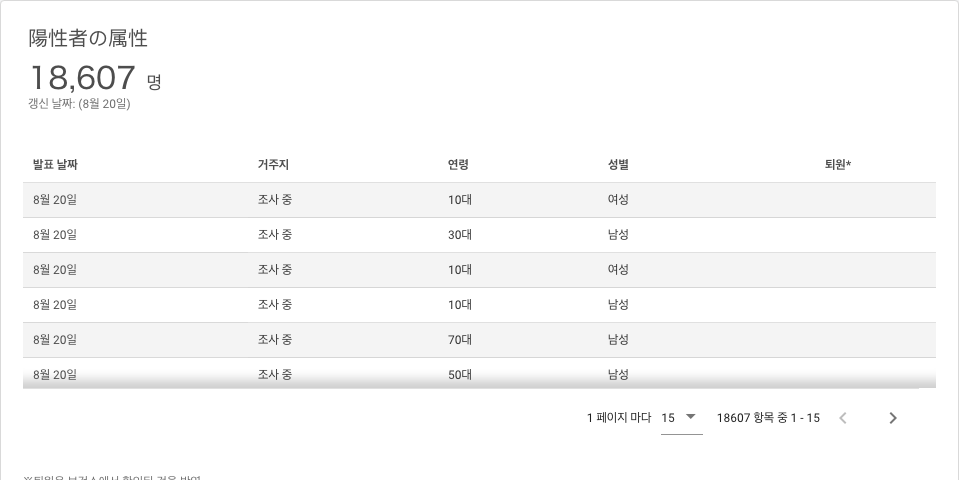 陽性者の属性
18,607 명
갱신 날짜: (8월 20일)
발표 날짜 거주지 연령 성별 퇴원*
8월 20일 조사 중 10대 여성
8월 20일 조사 중 30대 남성
8월 20일 조사 중 10대 여성
8월 20일 조사 중 10대 남성
8월 20일 조사 중 70대 남성
8월 20일 조사 중 50대 남성
1 페이지 마다 15 18607 항목 중 1 - 15